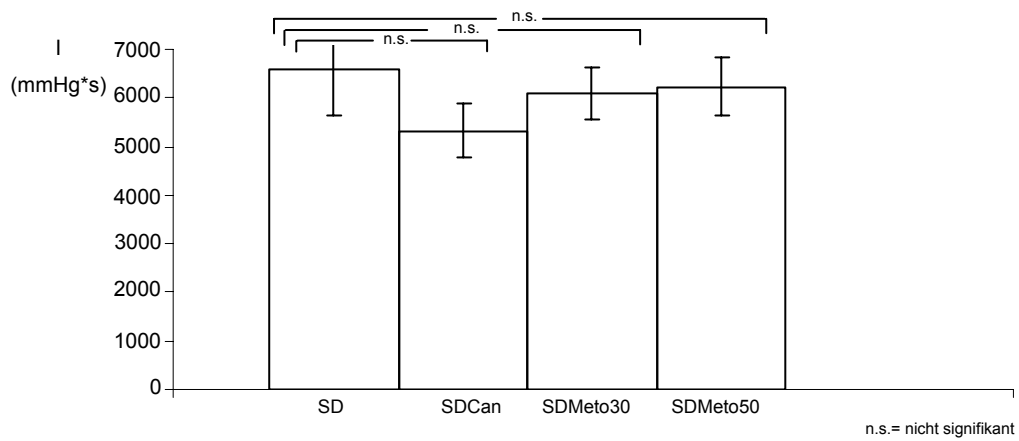 n.s.
n.s.
n.s.
I
(mmHg*s)
7000
6000
5000
4000
3000
2000
1000
0
SD SDCan SDMeto30 SDMeto50
n.s.= nicht signifikant